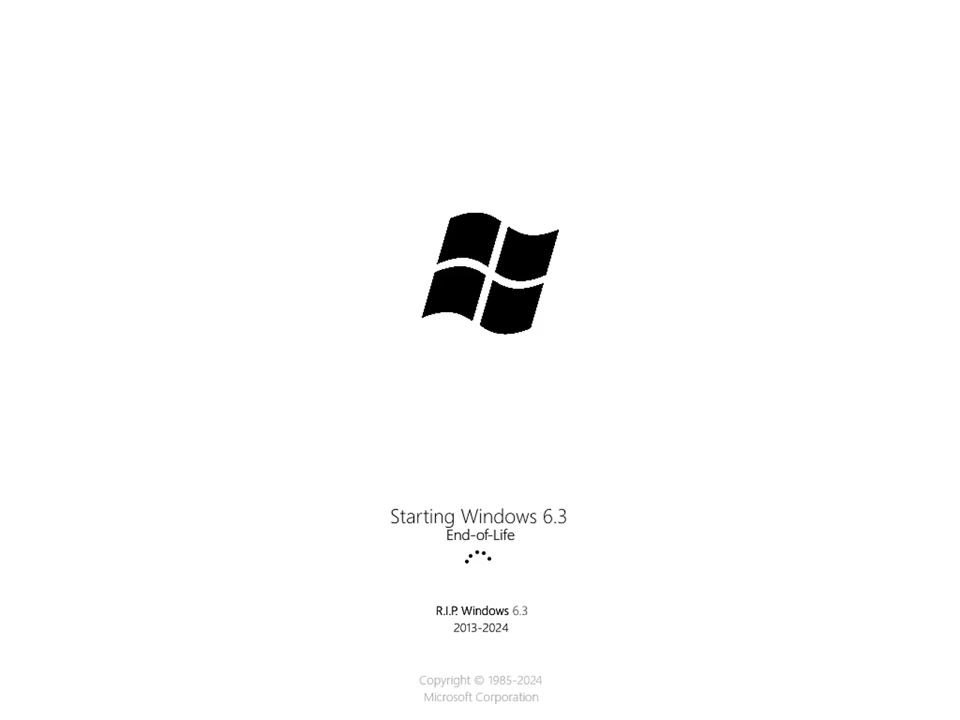 Starting Windows 6.3
End-of-Life
R.I.P. Windows 6.3
2013-2024
Copyright © 1985-2024
Microsoft Corporation